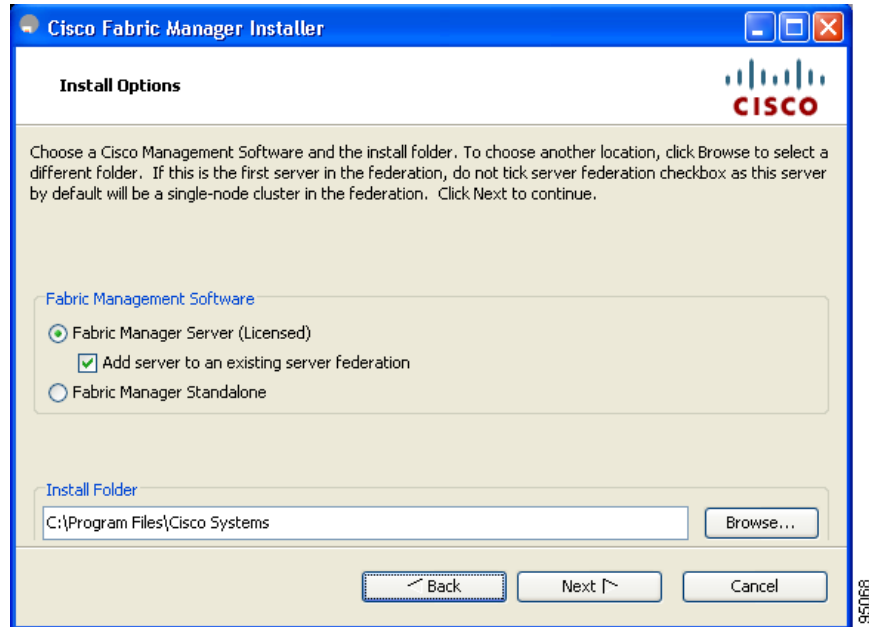 Cisco Fabric Manager Installer
Install Options
CISCO
Choose a Cisco Management Software and the install folder. To choose another location, click Browse to select a
different folder. If this is the first server in the federation, do not tick server federation checkbox as this server
by default will be a single-node cluster in the federation. Click Next to continue.
Fabric Management Software
Fabric Manager Server (Licensed)
Add server to an existing server federation
Fabric Manager Standalone
Install Folder
C:\Program Files\Cisco Systems
Browse...
Back
Next
Cancel
95068